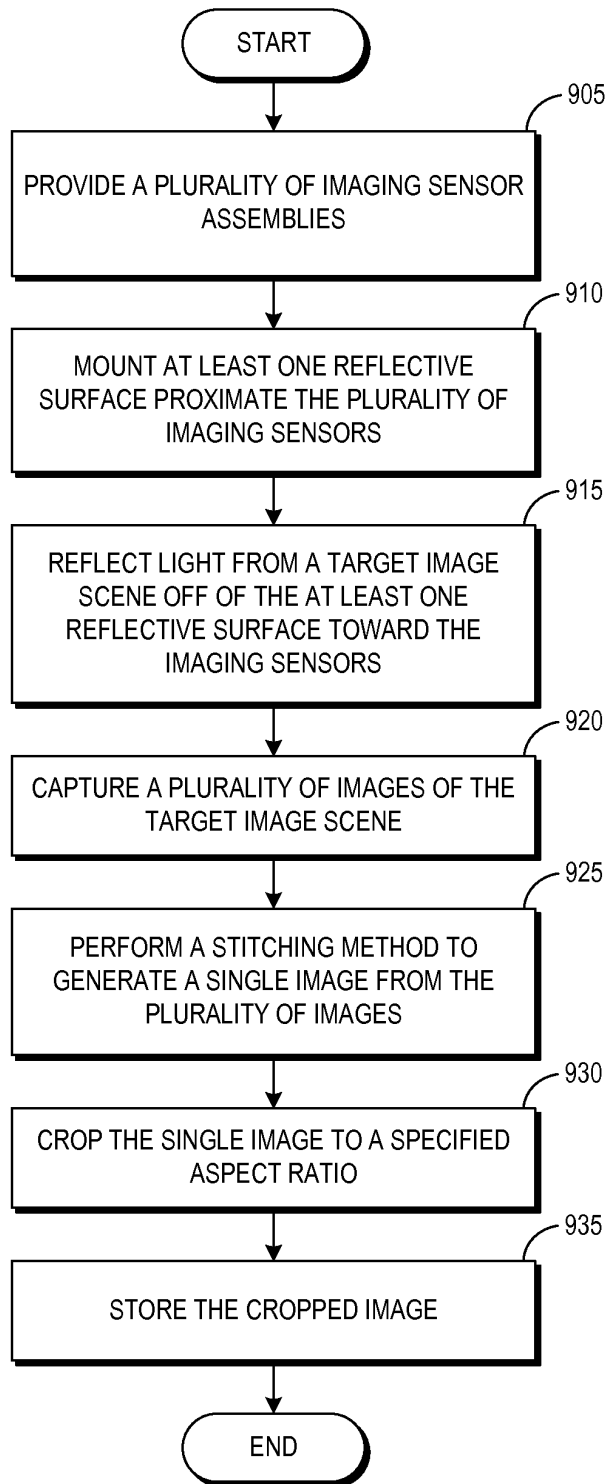 START
905
PROVIDE A PLURALITY OF IMAGING SENSOR
ASSEMBLIES
910
MOUNT AT LEAST ONE REFLECTIVE
SURFACE PROXIMATE THE PLURALITY OF
IMAGING SENSORS
915
REFLECT LIGHT FROM A TARGET IMAGE
SCENE OFF OF THE AT LEAST ONE
REFLECTIVE SURFACE TOWARD THE
IMAGING SENSORS
920
CAPTURE A PLURALITY OF IMAGES OF THE
TARGET IMAGE SCENE
925
PERFORM A STITCHING METHOD TO
GENERATE A SINGLE IMAGE FROM THE
PLURALITY OF IMAGES
930
CROP THE SINGLE IMAGE TO A SPECIFIED
ASPECT RATIO
935
STORE THE CROPPED IMAGE
END